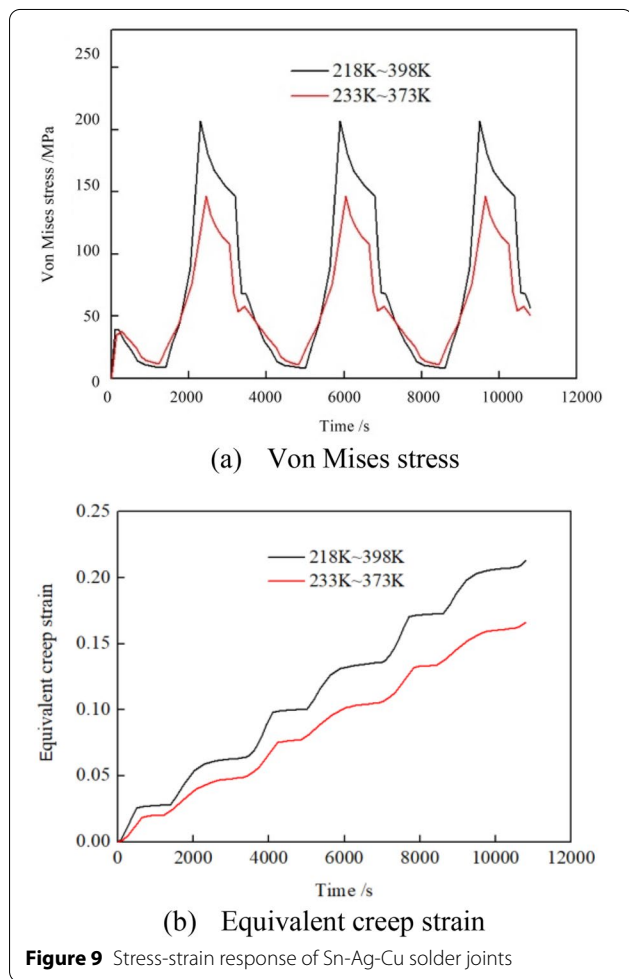 250
200
150
100
50
0
Von Mises stress /MPa
218K~398K
233K~373K
0 2000 4000 6000 8000 10000 12000
Time /s
(a) Von Mises stress
0.25
0.20
0.15
0.10
0.05
0.00
Equivalent creep strain
218K~398K
233K~373K
0 2000 4000 6000 8000 10000 12000
Time /s
(b) Equivalent creep strain
Figure 9 Stress-strain response of Sn-Ag-Cu solder joints